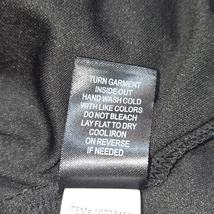 TURN GARMENT
INSIDE OUT
HAND WASH COLD
WITH LIKE COLORS
DO NOT BLEACH
LAY FLAT TO DRY
COOL IRON
ON REVERSE
IF NEEDED